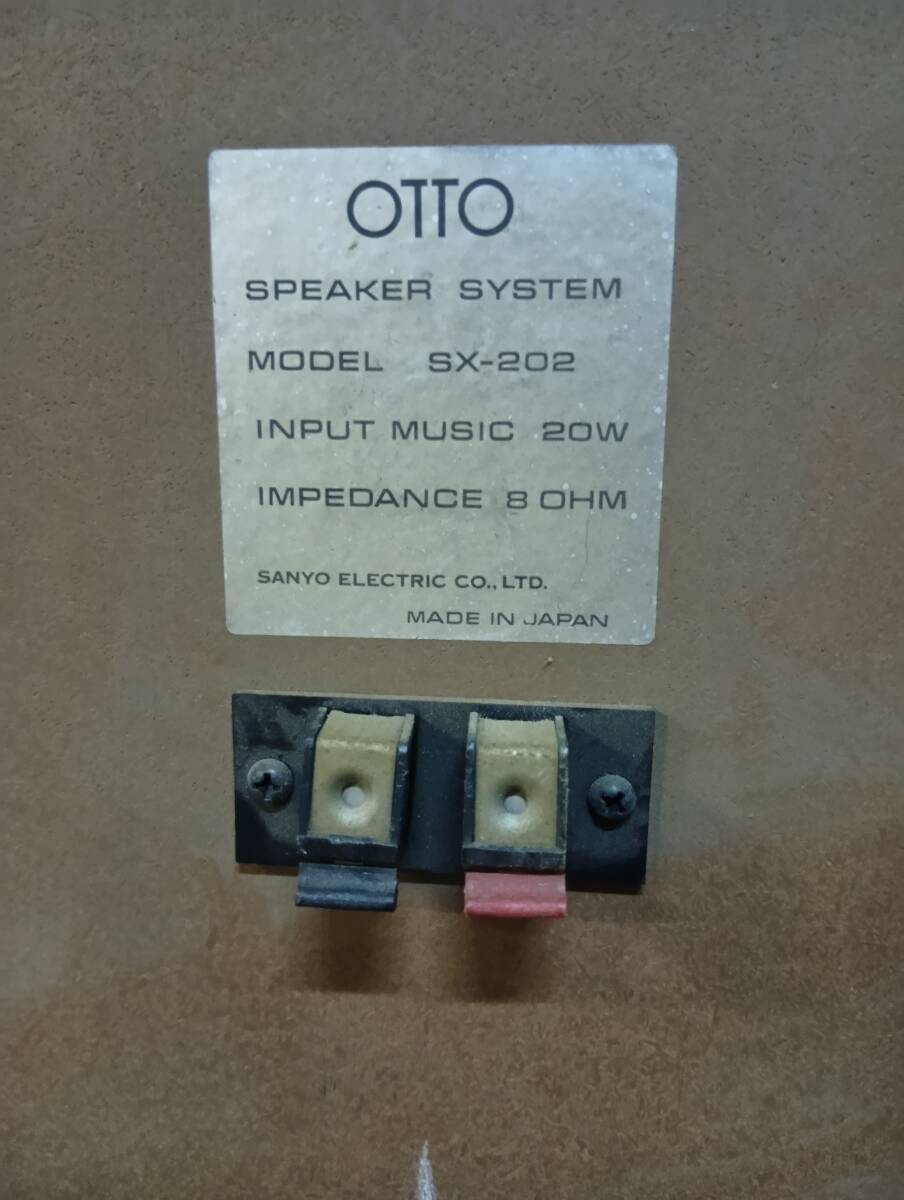 OTTO
SPEAKER SYSTEM
MODEL SX-202
INPUT MUSIC 20W
IMPEDANCE 8 OHM
SANYO ELECTRIC CO., LTD.
MADE IN JAPAN